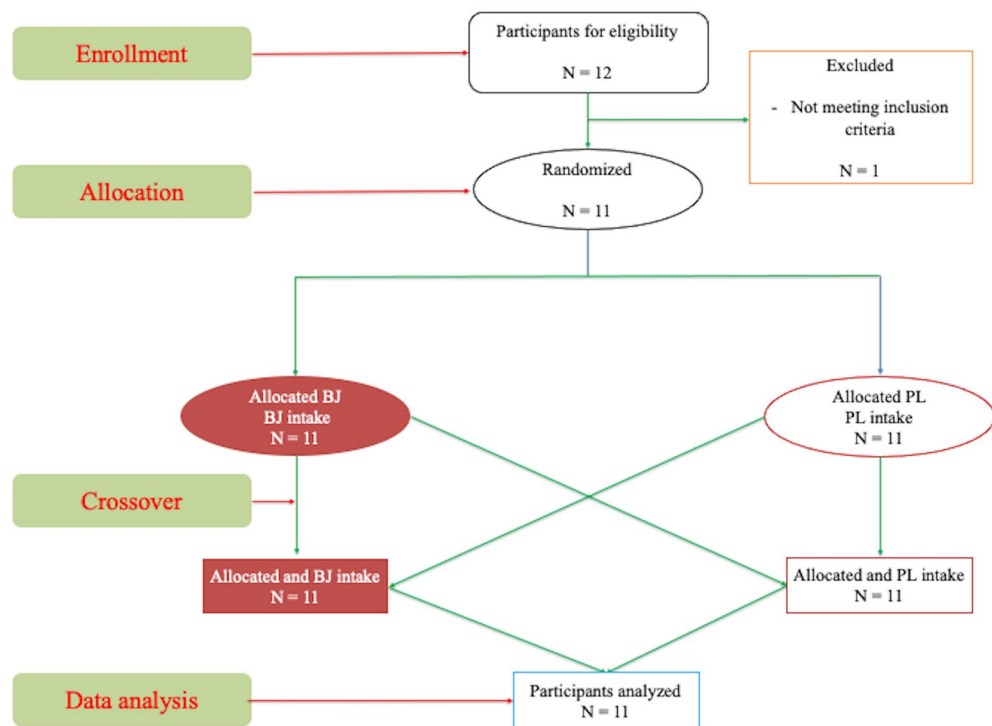 Enrollment
Participants for eligibility
N = 12
Excluded
- Not meeting inclusion
criteria
N = 1
Allocation
Randomized
N = 11
Allocated BJ
BJ intake
N = 11
Allocated PL
PL intake
N = 11
Crossover
Allocated and BJ intake
N = 11
Allocated and PL intake
N = 11
Data analysis
Participants analyzed
N = 11